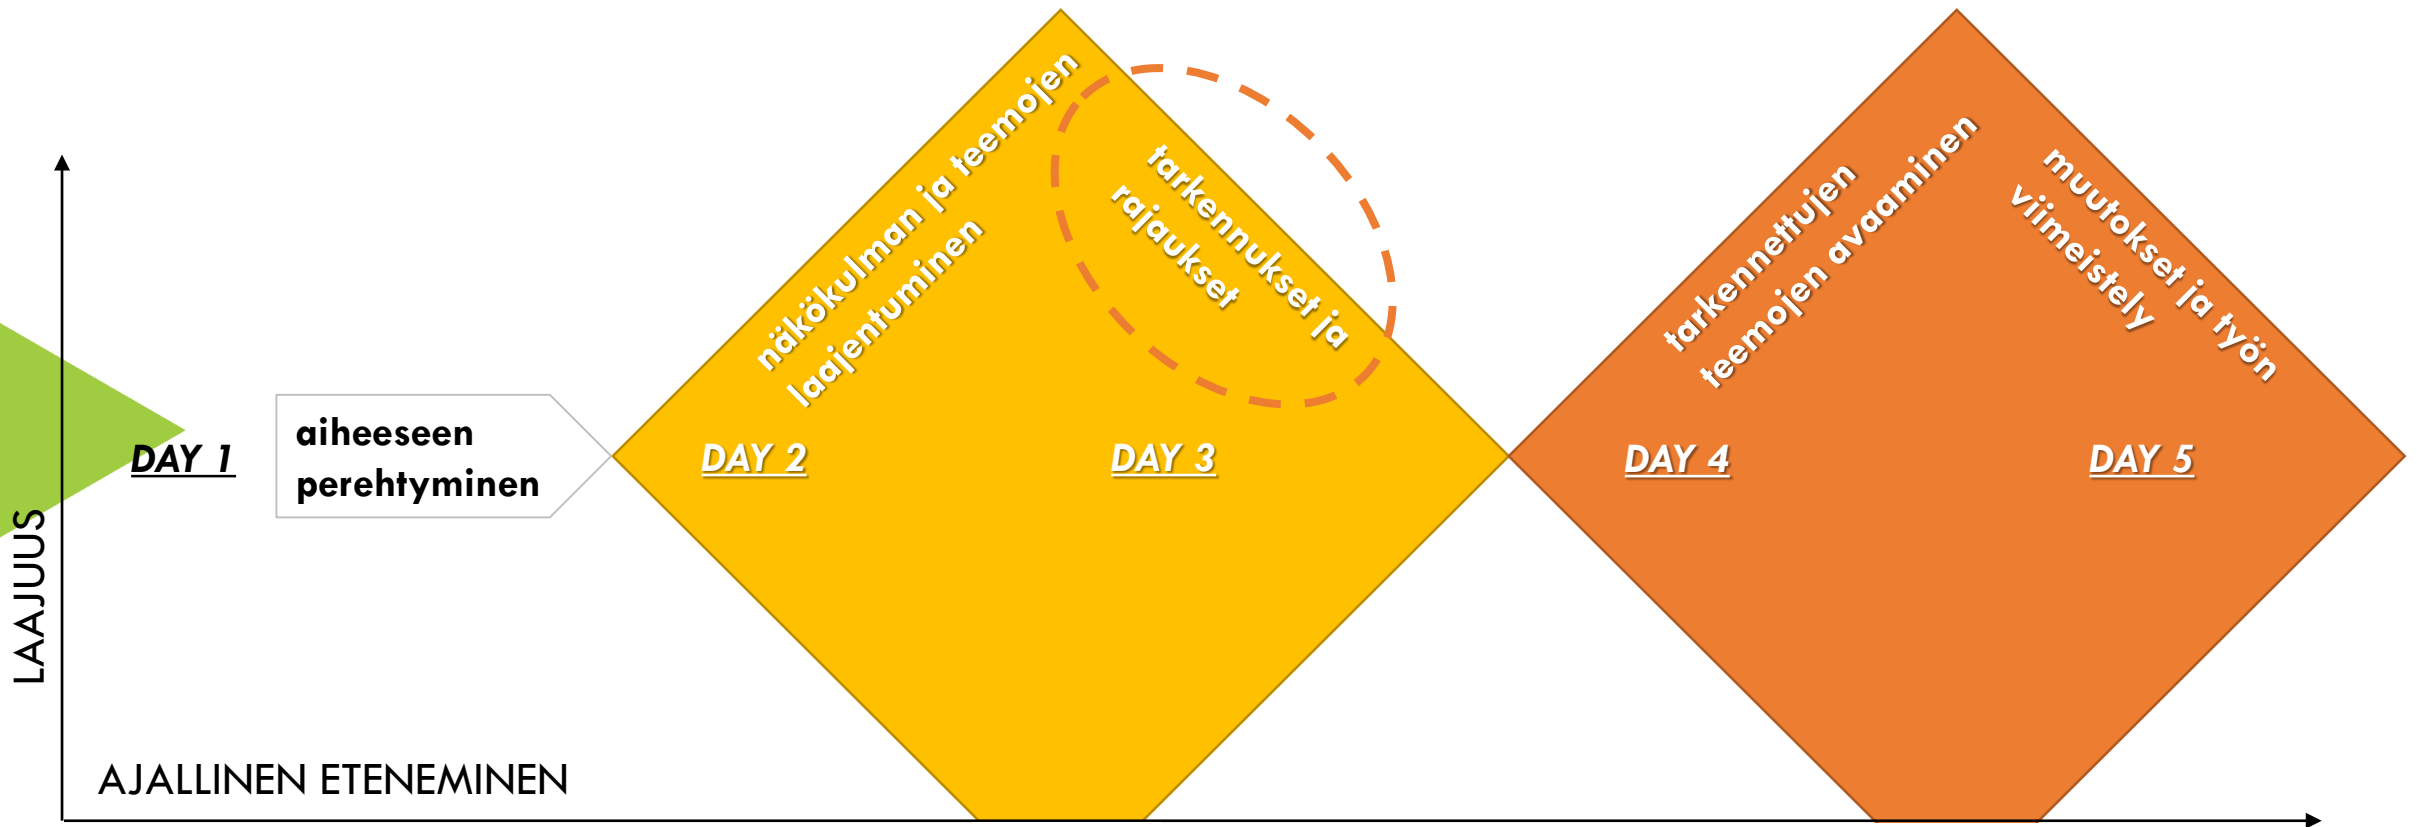 LAAJUUS
DAY 1
aiheeseen
perehtyminen
näkökulman ja teemojen
laajentuminen
DAY 2
tarkennukset ja
rajaukset
DAY 3
tarkennettujen
teemojen avaaminen
DAY 4
muutokset ja työn
viimeistely
DAY 5
AJALLINEN ETENEMINEN